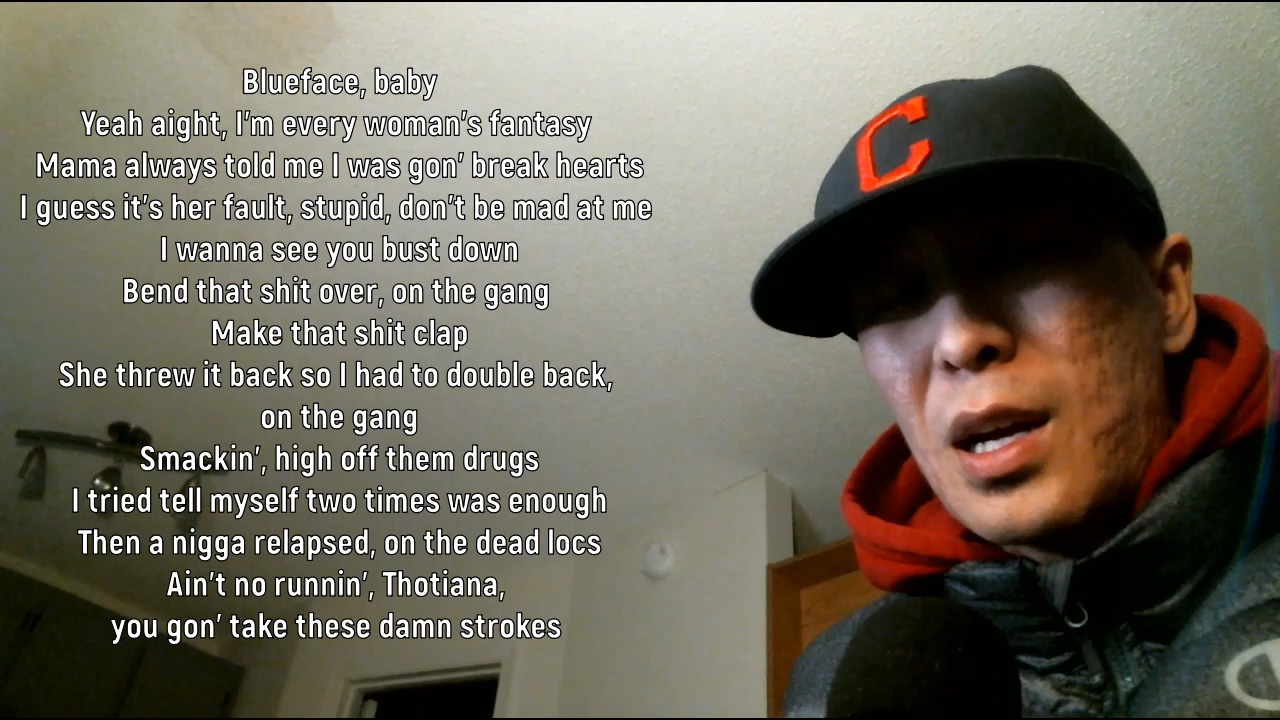 Blueface, baby
Yeah aight, I'm every woman's fantasy
Mama always told me I was gon' break hearts
I guess it's her fault, stupid, don't be mad at me
I wanna see you bust down
Bend that shit over, on the gang
Make that shit clap
She threw it back so I had to double back,
on the gang
Smackin', high off them drugs
I tried tell myself two times was enough
Then a nigga relapsed, on the dead locs
Ain't no runnin', Thotiana,
you gon' take these damn strokes
C